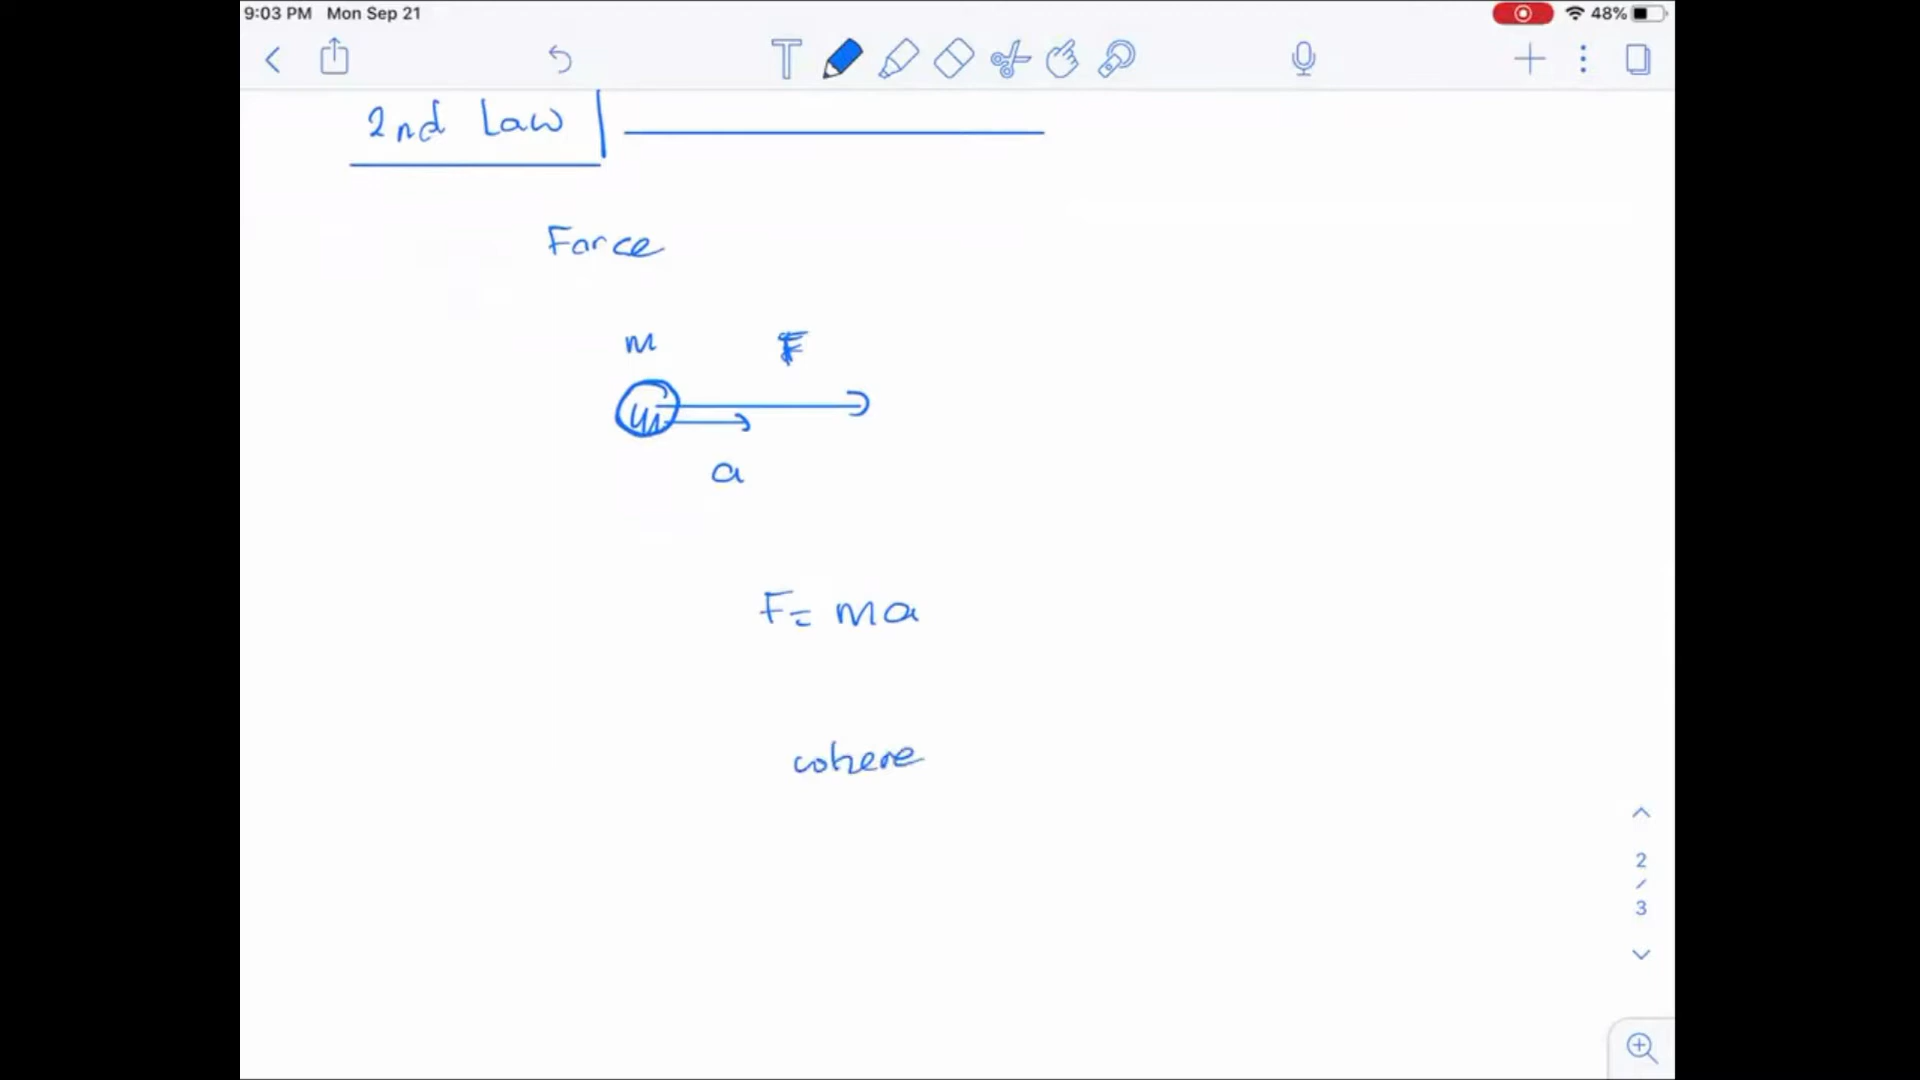 9:03 PM Mon Sep 21 48%
T
2nd Law
Force
m F
a
F = ma
where
2
/
3